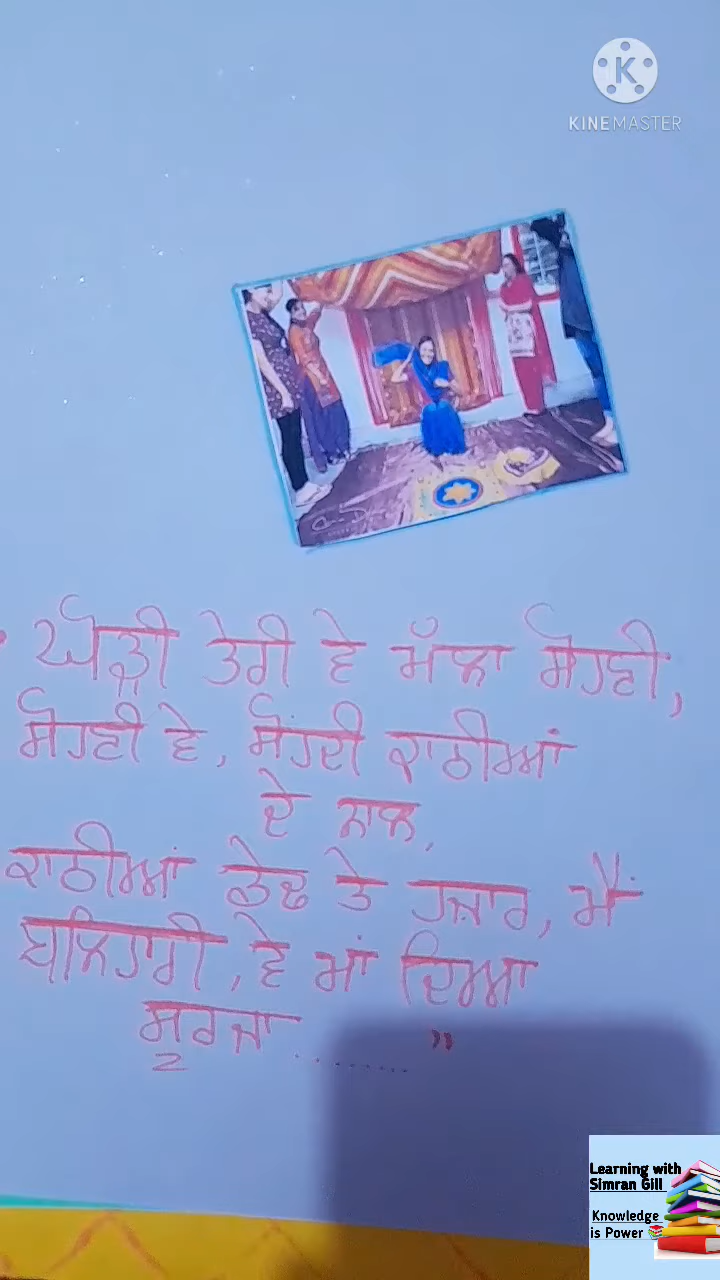 KINEMASTER
ਘੋੜੀ ਤੇਰੀ ਵੇ ਮੱਲਾ ਸੋਹਣੀ,
ਸੋਹਣੀ ਵੇ, ਸੋਂਹਦੀ ਕਾਠੀਆਂ
ਦੇ ਨਾਲ,
ਕਾਠੀਆਂ ਡੇਢ ਤੇ ਹਜ਼ਾਰ, ਮੈਂ
ਬਲਿਹਾਰੀ, ਵੇ ਮਾਂ ਦਿਆ
ਸੂਰਜਾ ........ ”
Learning with
Simran Gill
Knowledge
is Power